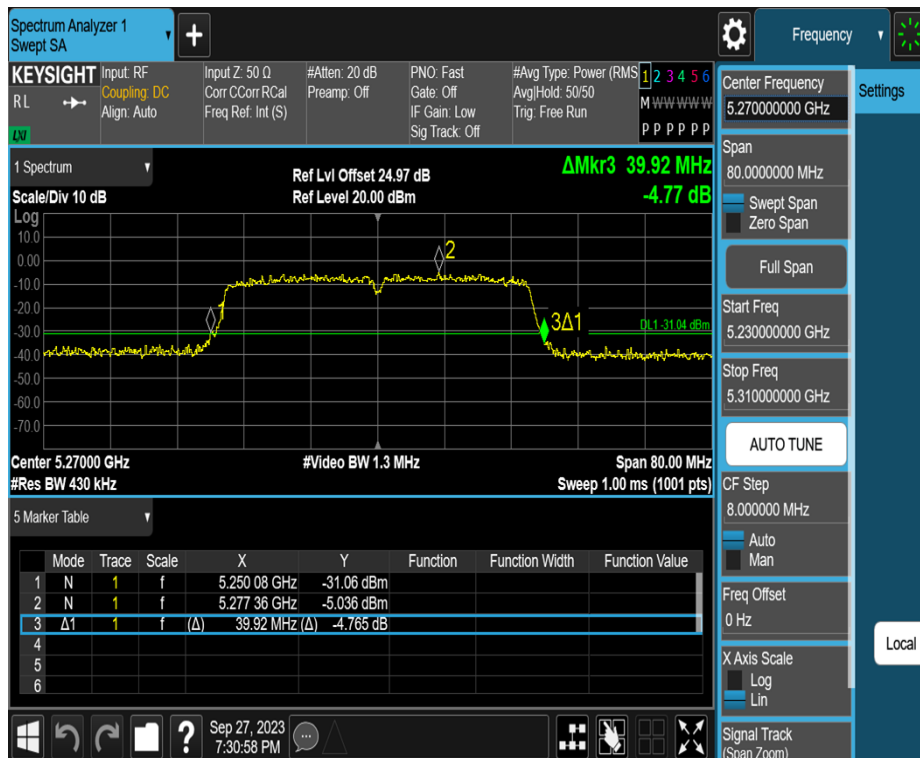 Spectrum Analyzer 1
Swept SA
+
Frequency
KEYSIGHT
RL
LXI
Input: RF
Coupling: DC
Align: Auto
Input Z: 50 Ω
Corr CCorr RCal
Freq Ref: Int (S)
#Atten: 20 dB
Preamp: Off
PNO: Fast
Gate: Off
IF Gain: Low
Sig Track: Off
#Avg Type: Power (RMS
Avg|Hold: 50/50
Trig: Free Run
1 2 3 4 5 6
M W W W W W
P P P P P P
1 Spectrum
Scale/Div 10 dB
Ref Lvl Offset 24.97 dB
Ref Level 20.00 dBm
ΔMkr3 39.92 MHz
-4.77 dB
Log
10.0
0.00
-10.0
-20.0
-30.0
-40.0
-50.0
-60.0
-70.0
1
2
3Δ1
DL1 -31.04 dBm
Center 5.27000 GHz
#Video BW 1.3 MHz
Span 80.00 MHz
#Res BW 430 kHz
Sweep 1.00 ms (1001 pts)
5 Marker Table
Mode Trace Scale X Y Function Function Width Function Value
1 N 1 f 5.250 08 GHz -31.06 dBm
2 N 1 f 5.277 36 GHz -5.036 dBm
3 Δ1 1 f (Δ) 39.92 MHz (Δ) -4.765 dB
4
5
6
?
Sep 27, 2023
7:30:58 PM
Center Frequency
5.270000000 GHz
Span
80.0000000 MHz
Swept Span
Zero Span
Full Span
Start Freq
5.230000000 GHz
Stop Freq
5.310000000 GHz
AUTO TUNE
CF Step
8.000000 MHz
Auto
Man
Freq Offset
0 Hz
X Axis Scale
Log
Lin
Signal Track
(Span Zoom)
Settings
Local